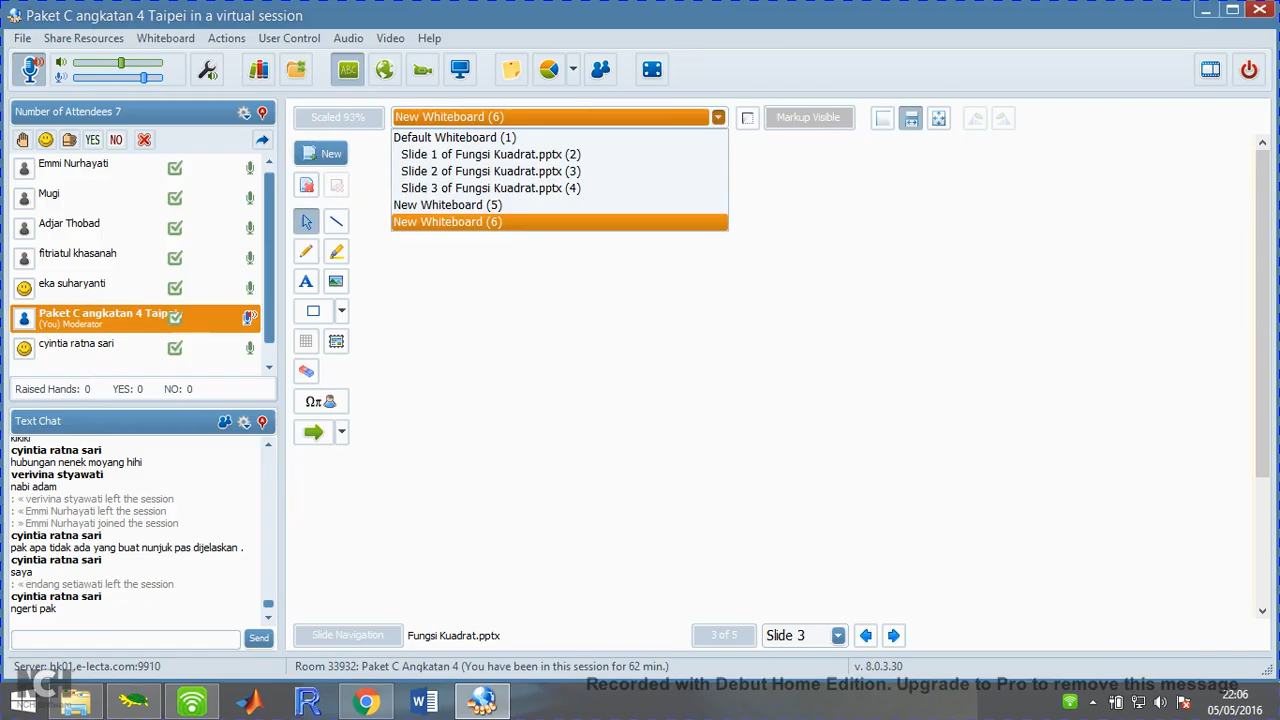 Paket C angkatan 4 Taipei in a virtual session
File Share Resources Whiteboard Actions User Control Audio Video Help
ABC
Number of Attendees 7
Scaled 93% New Whiteboard (6) Markup Visible
YES NO
Default Whiteboard (1)
Slide 1 of Fungsi Kuadrat.pptx (2)
Slide 2 of Fungsi Kuadrat.pptx (3)
Slide 3 of Fungsi Kuadrat.pptx (4)
New Whiteboard (5)
New Whiteboard (6)
New
A
Ωπ
Emmi Nurhayati
Mugi
Adjar Thobad
fitriatul khasanah
eka suharyanti
Paket C angkatan 4 Taip
(You) Moderator
cyintia ratna sari
Raised Hands: 0 YES: 0 NO: 0
Text Chat
kikiki
cyintia ratna sari
hubungan nenek moyang hihi
verivina styawati
nabi adam
: « verivina styawati left the session
: « Emmi Nurhayati left the session
: » Emmi Nurhayati joined the session
cyintia ratna sari
pak apa tidak ada yang buat nunjuk pas dijelaskan .
cyintia ratna sari
saya
: « endang setiawati left the session
cyintia ratna sari
ngerti pak
Send
Slide Navigation Fungsi Kuadrat.pptx 3 of 5 Slide 3
Server: bk01.e-lecta.com:9910 Room 33932: Paket C Angkatan 4 (You have been in this session for 62 min.) v. 8.0.3.30
Recorded with Debut Home Edition. Upgrade to Pro to remove this message
NCH
22:06
05/05/2016